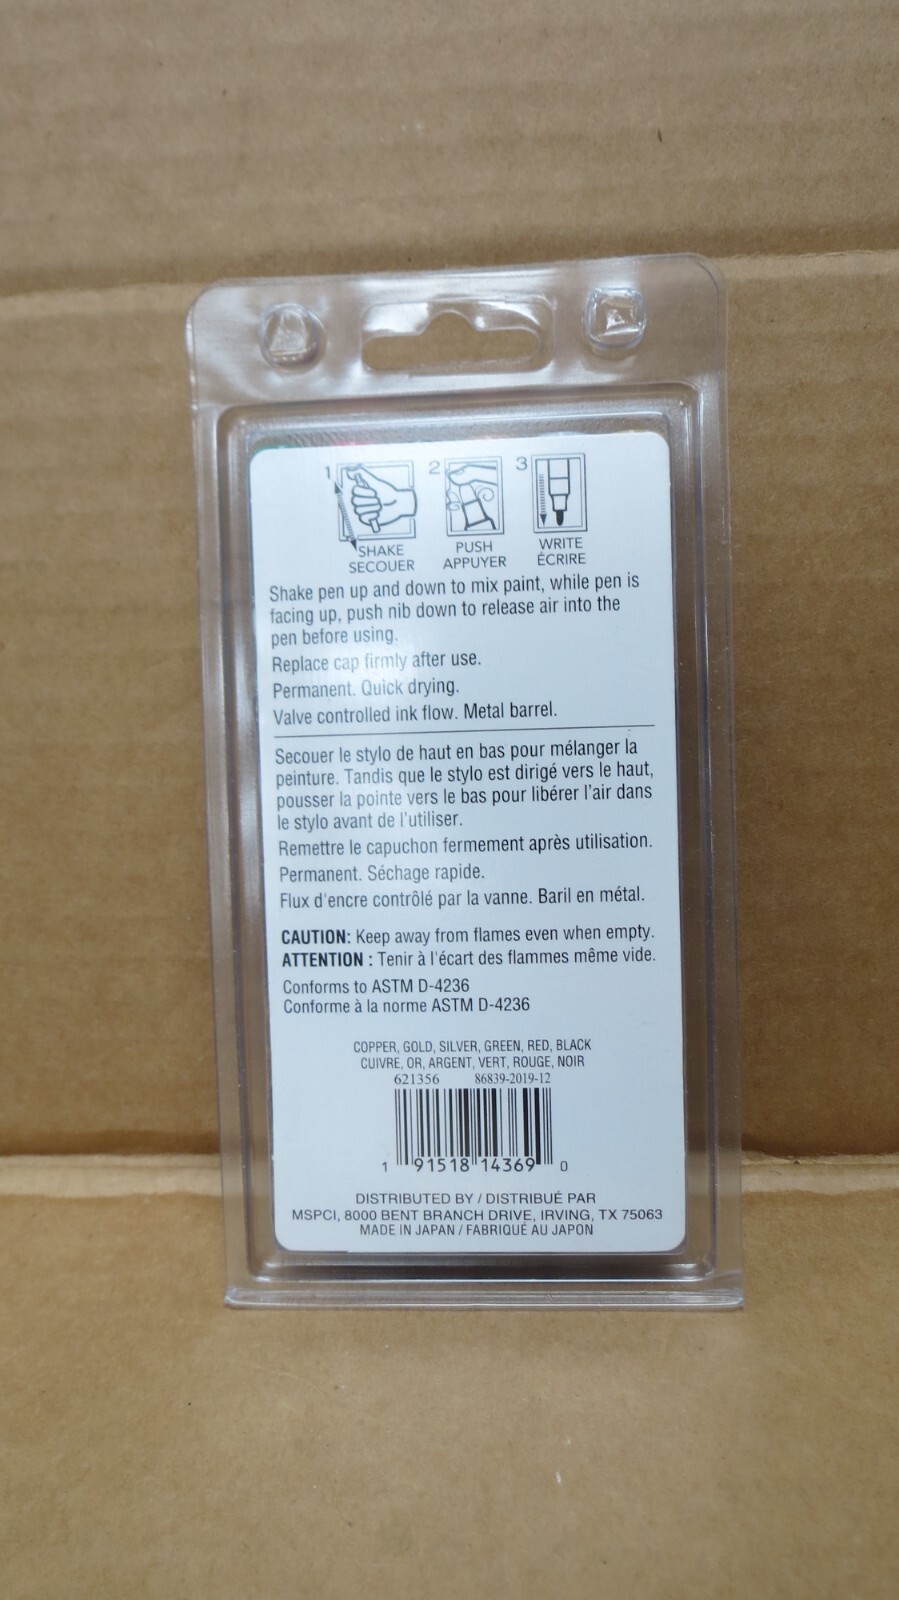 1 2 3
SHAKE PUSH WRITE
SECOUER APPUYER ÉCRIRE
Shake pen up and down to mix paint, while pen is
facing up, push nib down to release air into the
pen before using.
Replace cap firmly after use.
Permanent. Quick drying.
Valve controlled ink flow. Metal barrel.
Secouer le stylo de haut en bas pour mélanger la
peinture. Tandis que le stylo est dirigé vers le haut,
pousser la pointe vers le bas pour libérer l'air dans
le stylo avant de l'utiliser.
Remettre le capuchon fermement après utilisation.
Permanent. Séchage rapide.
Flux d'encre contrôlé par la vanne. Baril en métal.
CAUTION: Keep away from flames even when empty.
ATTENTION : Tenir à l'écart des flammes même vide.
Conforms to ASTM D-4236
Conforme à la norme ASTM D-4236
COPPER, GOLD, SILVER, GREEN, RED, BLACK
CUIVRE, OR, ARGENT, VERT, ROUGE, NOIR
621356 86839-2019-12
1 91518 14369 0
DISTRIBUTED BY / DISTRIBUÉ PAR
MSPCI, 8000 BENT BRANCH DRIVE, IRVING, TX 75063
MADE IN JAPAN / FABRIQUÉ AU JAPON